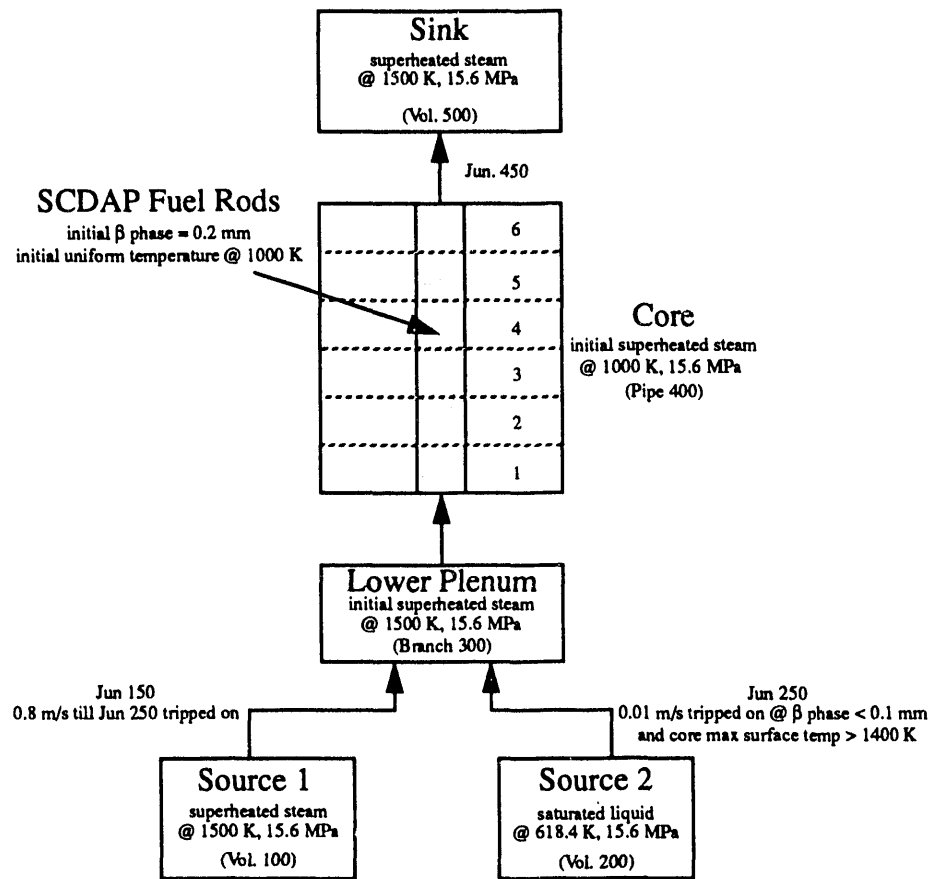 Sink
superheated steam
@ 1500 K, 15.6 MPa
(Vol. 500)
Jun. 450
SCDAP Fuel Rods
initial β phase = 0.2 mm
initial uniform temperature @ 1000 K
6
5
4
3
2
1
Core
initial superheated steam
@ 1000 K, 15.6 MPa
(Pipe 400)
Lower Plenum
initial superheated steam
@ 1500 K, 15.6 MPa
(Branch 300)
Jun 150
0.8 m/s till Jun 250 tripped on
Jun 250
0.01 m/s tripped on @ β phase < 0.1 mm
and core max surface temp > 1400 K
Source 1
superheated steam
@ 1500 K, 15.6 MPa
(Vol. 100)
Source 2
saturated liquid
@ 618.4 K, 15.6 MPa
(Vol. 200)